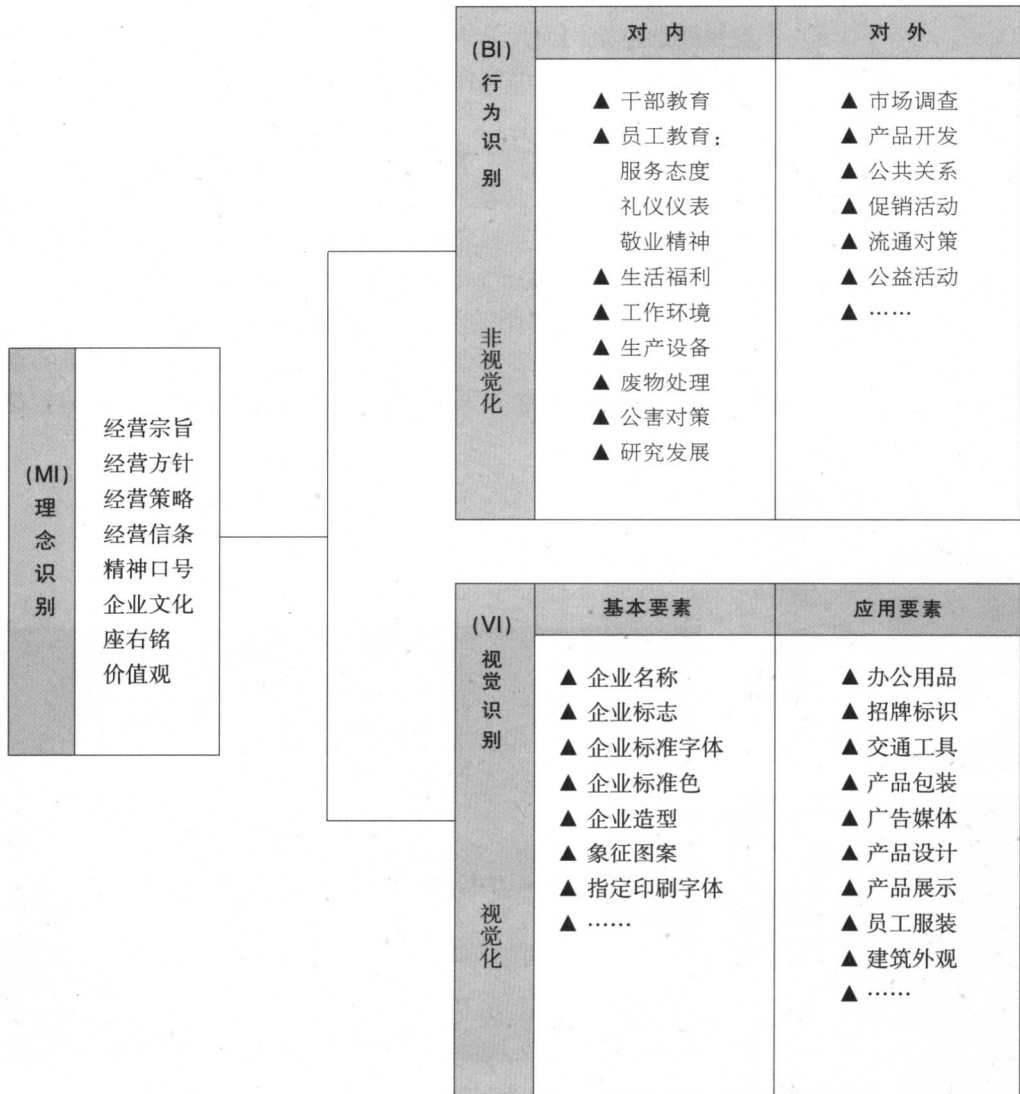 (MI)
理念识别
经营宗旨
经营方针
经营策略
经营信条
精神口号
企业文化
座右铭
价值观
(BI)
行为识别
非视觉化
对内
▲ 干部教育
▲ 员工教育：
服务态度
礼仪仪表
敬业精神
▲ 生活福利
▲ 工作环境
▲ 生产设备
▲ 废物处理
▲ 公害对策
▲ 研究发展
对外
▲ 市场调查
▲ 产品开发
▲ 公共关系
▲ 促销活动
▲ 流通对策
▲ 公益活动
▲ ……
(VI)
视觉识别
视觉化
基本要素
▲ 企业名称
▲ 企业标志
▲ 企业标准字体
▲ 企业标准色
▲ 企业造型
▲ 象征图案
▲ 指定印刷字体
▲ ……
应用要素
▲ 办公用品
▲ 招牌标识
▲ 交通工具
▲ 产品包装
▲ 广告媒体
▲ 产品设计
▲ 产品展示
▲ 员工服装
▲ 建筑外观
▲ ……